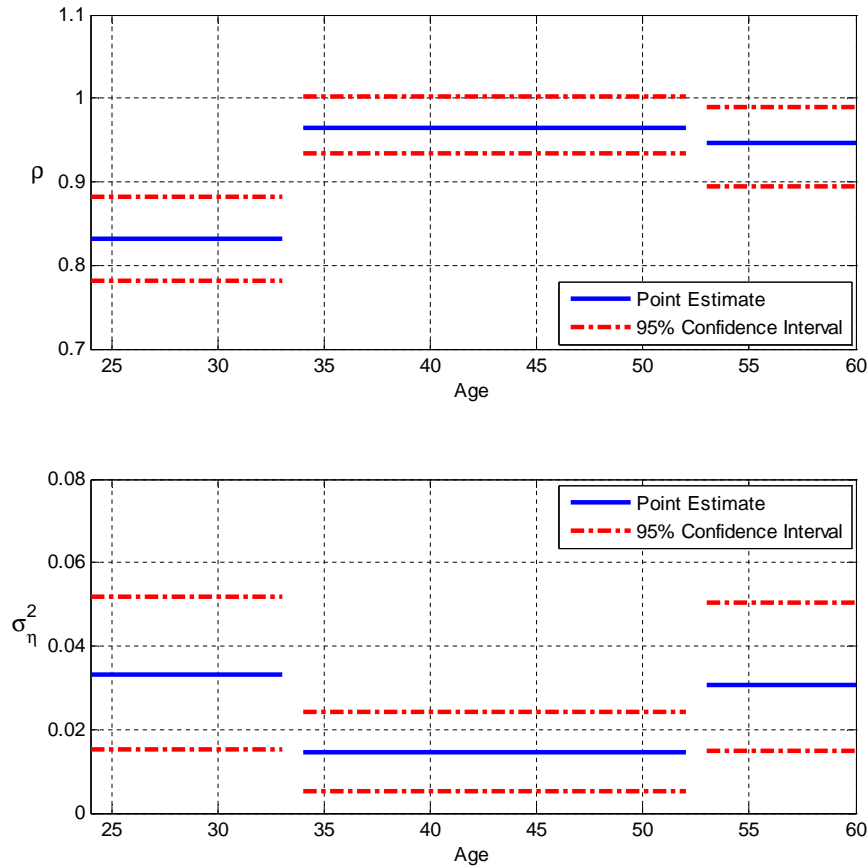 1.1
1
0.9
ρ
0.8
0.7
Point Estimate
95% Confidence Interval
25 30 35 40 45 50 55 60
Age
0.08
Point Estimate
95% Confidence Interval
0.06
σ²η
0.04
0.02
0
25 30 35 40 45 50 55 60
Age